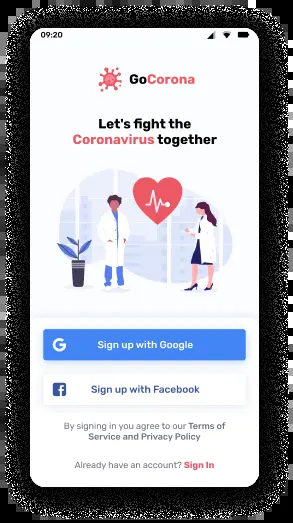 09:20
GoCorona
Let's fight the
Coronavirus together
Sign up with Google
Sign up with Facebook
By signing in you agree to our Terms of
Service and Privacy Policy
Already have an account? Sign In